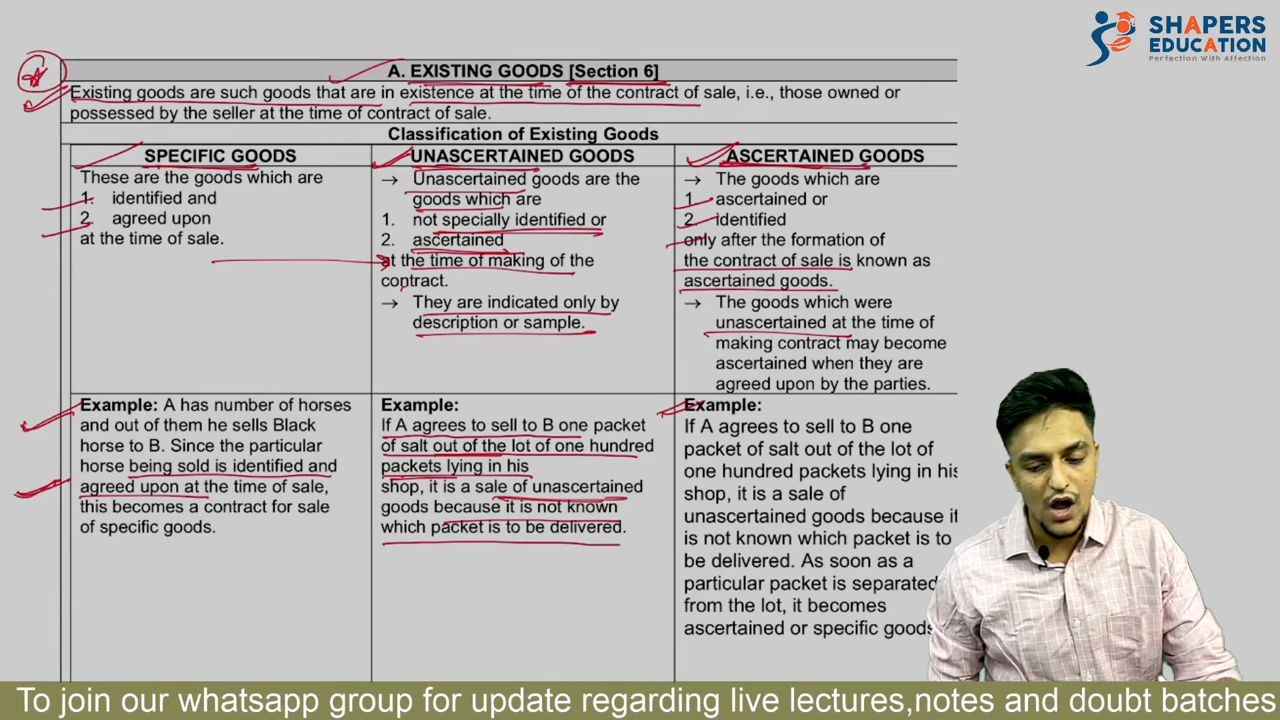 SHAPERS
EDUCATION
Perfection With Affection
A. EXISTING GOODS [Section 6]
Existing goods are such goods that are in existence at the time of the contract of sale, i.e., those owned or
possessed by the seller at the time of contract of sale.
Classification of Existing Goods
SPECIFIC GOODS
These are the goods which are
1. identified and
2. agreed upon
at the time of sale.
UNASCERTAINED GOODS
→ Unascertained goods are the
goods which are
1. not specially identified or
2. ascertained
at the time of making of the
contract.
→ They are indicated only by
description or sample.
ASCERTAINED GOODS
→ The goods which are
1. ascertained or
2. identified
only after the formation of
the contract of sale is known as
ascertained goods.
→ The goods which were
unascertained at the time of
making contract may become
ascertained when they are
agreed upon by the parties.
Example: A has number of horses
and out of them he sells Black
horse to B. Since the particular
horse being sold is identified and
agreed upon at the time of sale,
this becomes a contract for sale
of specific goods.
Example:
If A agrees to sell to B one packet
of salt out of the lot of one hundred
packets lying in his
shop, it is a sale of unascertained
goods because it is not known
which packet is to be delivered.
Example:
If A agrees to sell to B one
packet of salt out of the lot of
one hundred packets lying in his
shop, it is a sale of
unascertained goods because it
is not known which packet is to
be delivered. As soon as a
particular packet is separated
from the lot, it becomes
ascertained or specific goods
To join our whatsapp group for update regarding live lectures,notes and doubt batches